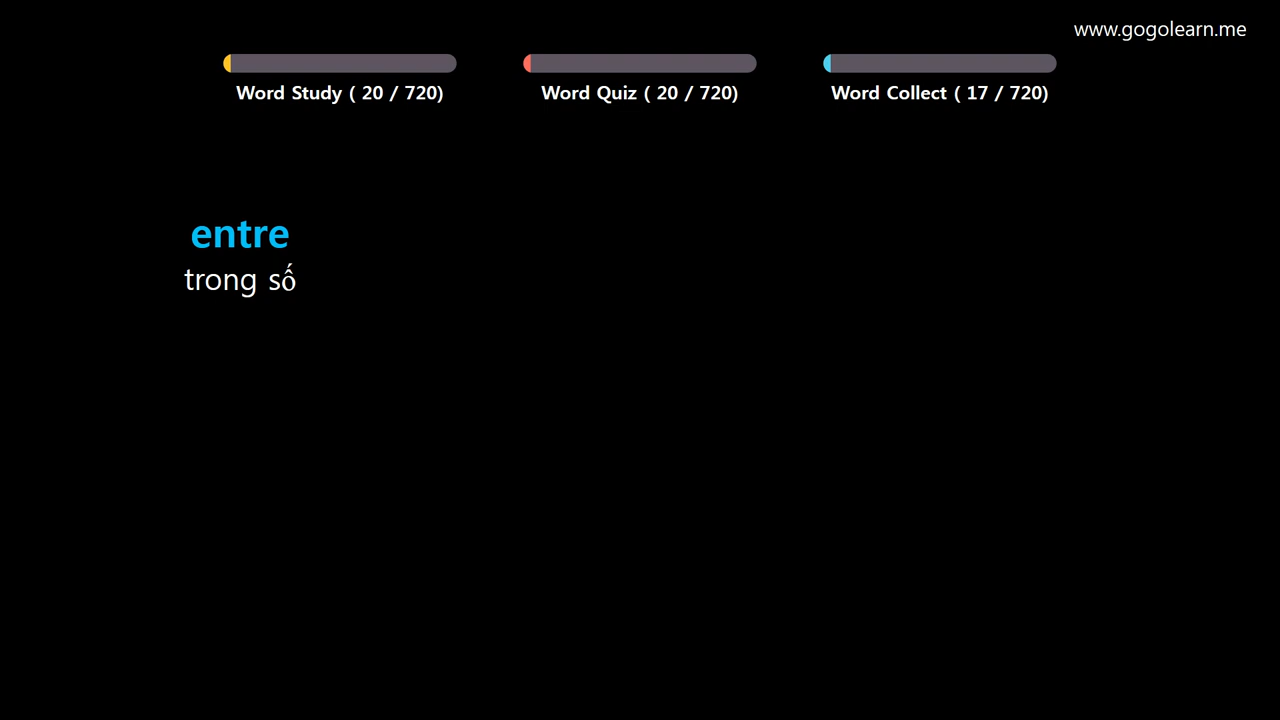 www.gogolearn.me
Word Study ( 20 / 720)
Word Quiz ( 20 / 720)
Word Collect ( 17 / 720)
entre
trong số